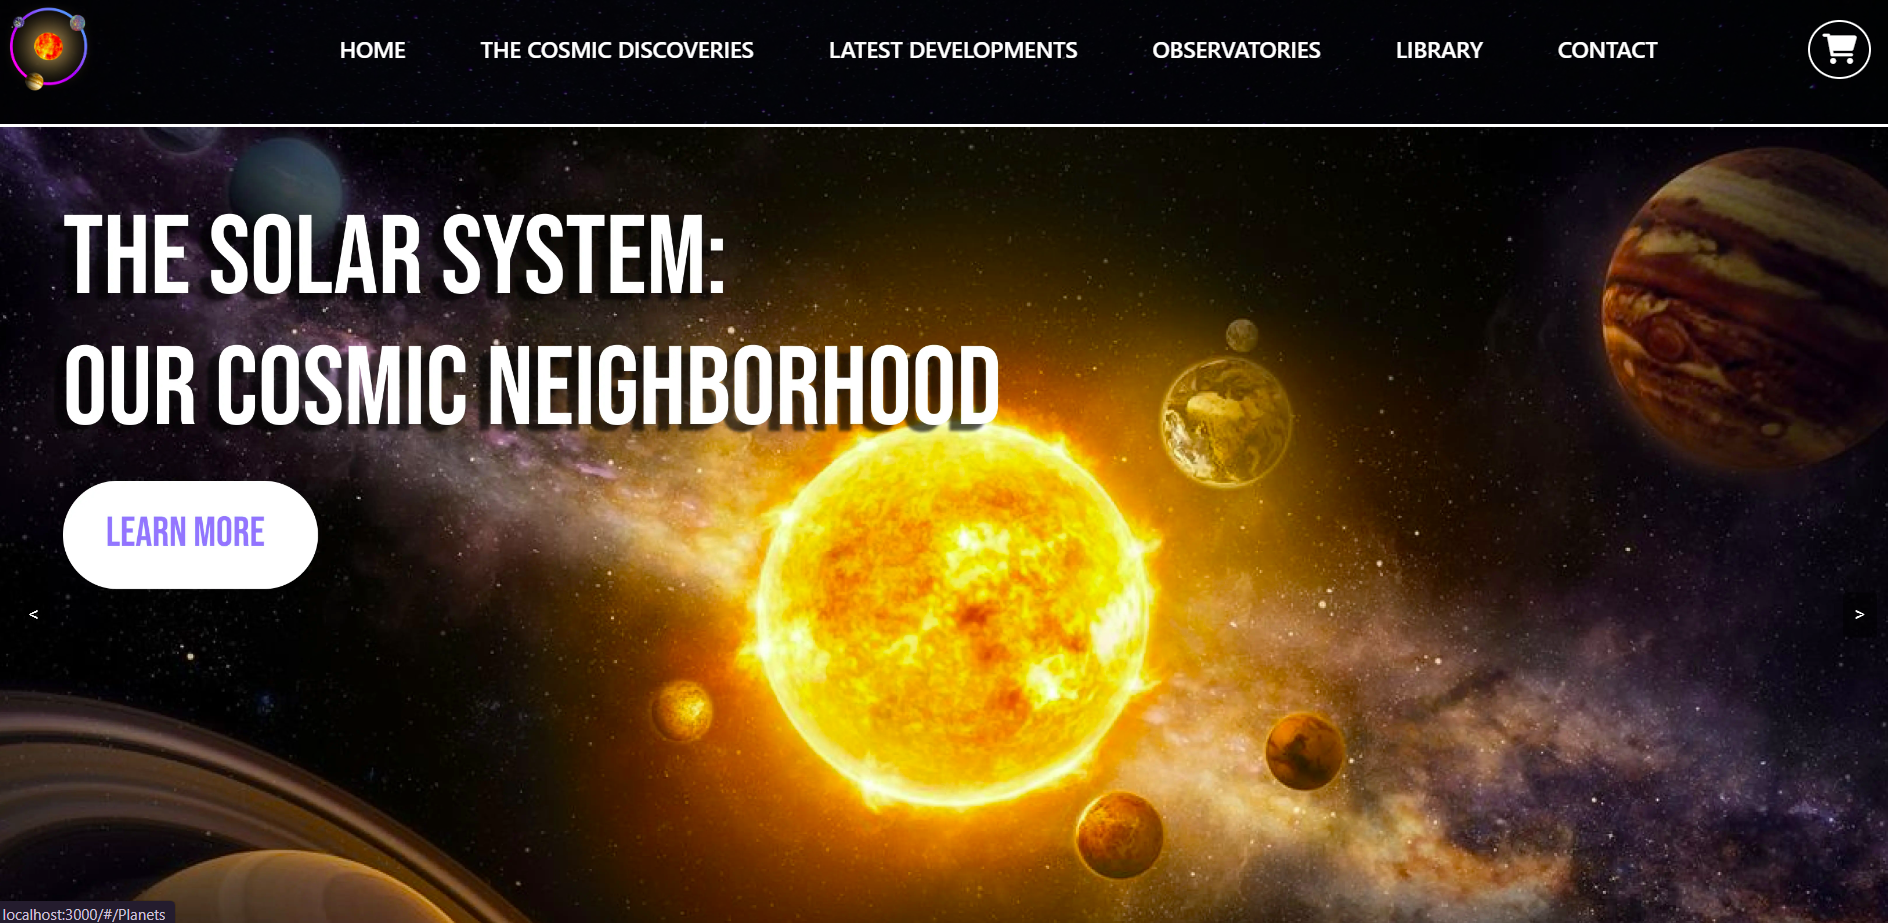 HOME THE COSMIC DISCOVERIES LATEST DEVELOPMENTS OBSERVATORIES LIBRARY CONTACT
THE SOLAR SYSTEM:
OUR COSMIC NEIGHBORHOOD
LEARN MORE
< >
localhost:3000/#/Planets